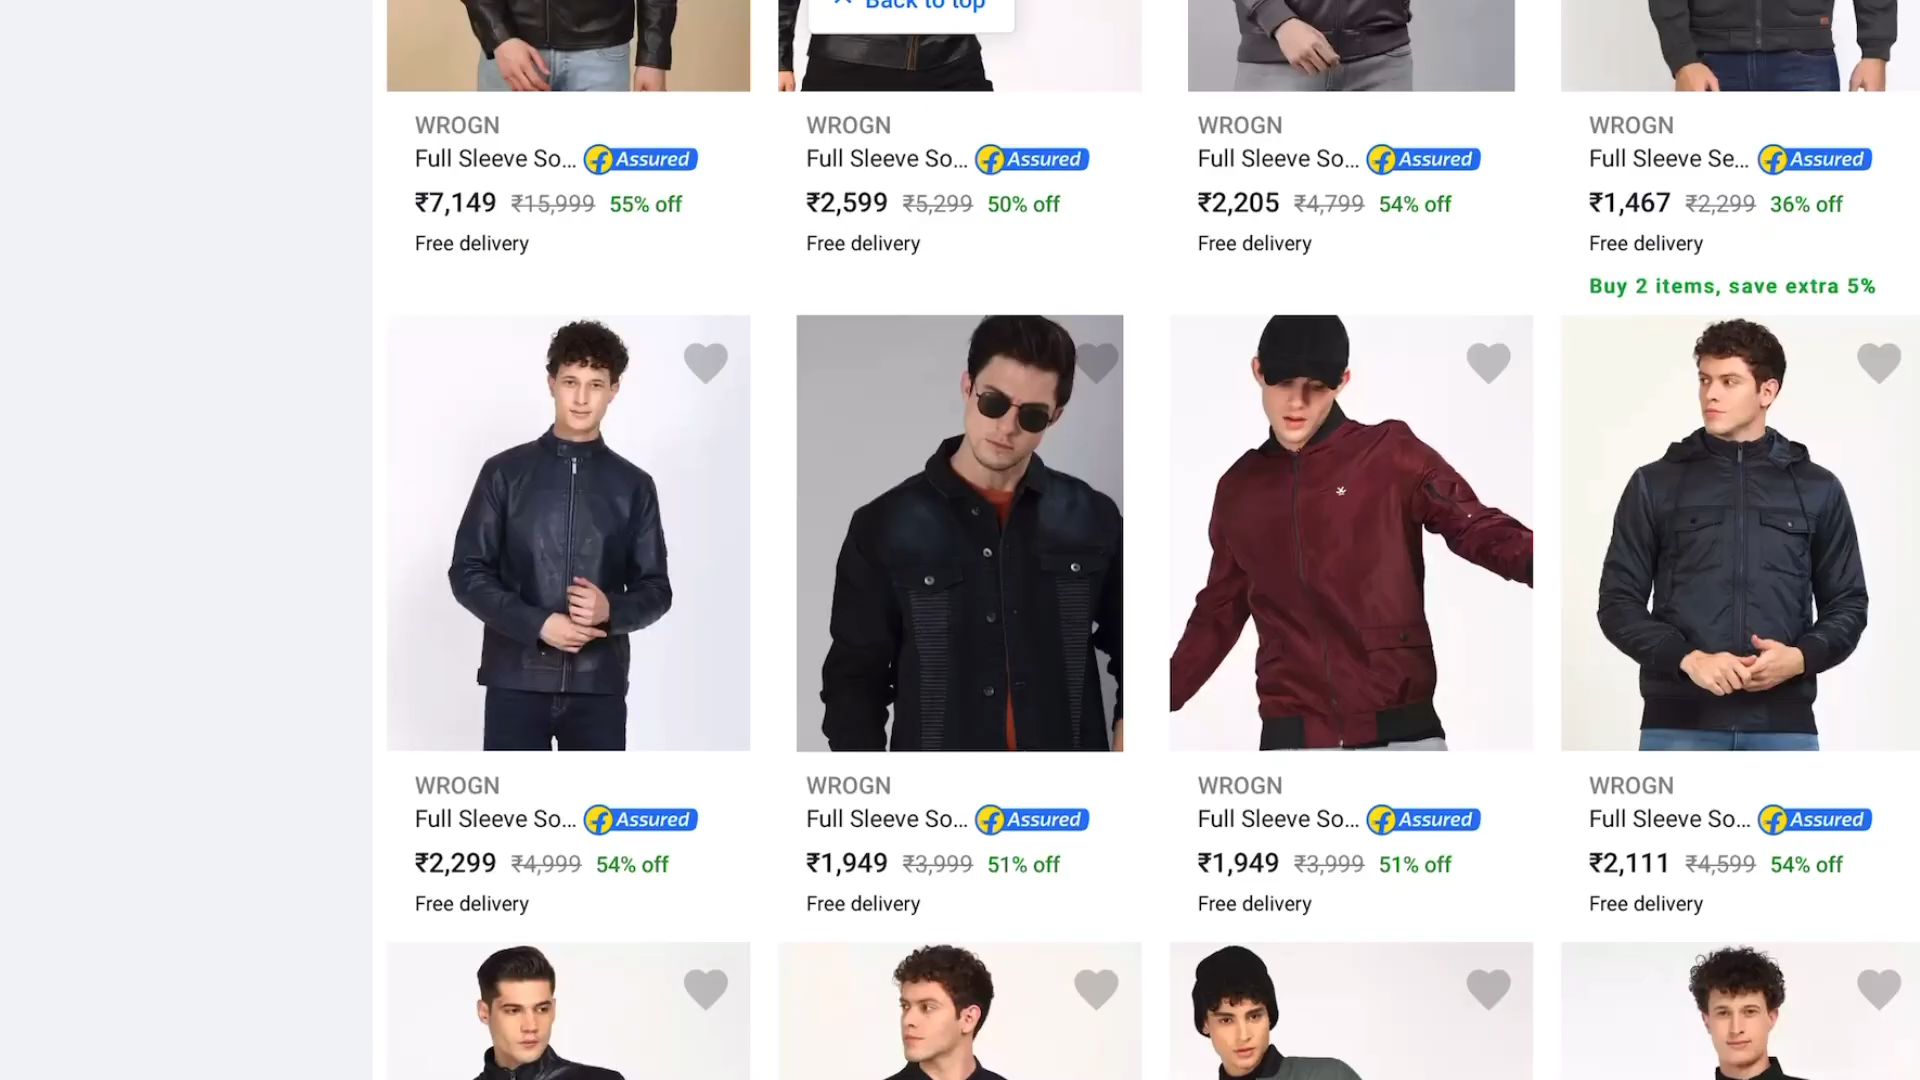 Back to top
WROGN
Full Sleeve So... Assured
₹7,149 ₹15,999 55% off
Free delivery
WROGN
Full Sleeve So... Assured
₹2,599 ₹5,299 50% off
Free delivery
WROGN
Full Sleeve So... Assured
₹2,205 ₹4,799 54% off
Free delivery
WROGN
Full Sleeve Se... Assured
₹1,467 ₹2,299 36% off
Free delivery
Buy 2 items, save extra 5%
WROGN
Full Sleeve So... Assured
₹2,299 ₹4,999 54% off
Free delivery
WROGN
Full Sleeve So... Assured
₹1,949 ₹3,999 51% off
Free delivery
WROGN
Full Sleeve So... Assured
₹1,949 ₹3,999 51% off
Free delivery
WROGN
Full Sleeve So... Assured
₹2,111 ₹4,599 54% off
Free delivery